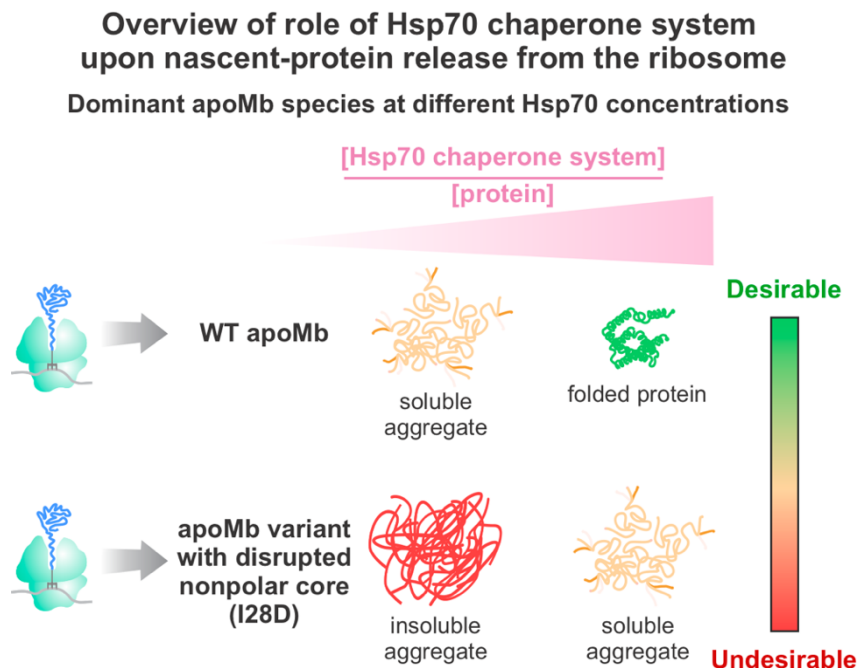 Overview of role of Hsp70 chaperone system
upon nascent-protein release from the ribosome
Dominant apoMb species at different Hsp70 concentrations
[Hsp70 chaperone system]
[protein]
Desirable
WT apoMb
soluble
aggregate
folded protein
apoMb variant
with disrupted
nonpolar core
(I28D)
insoluble
aggregate
soluble
aggregate
Undesirable